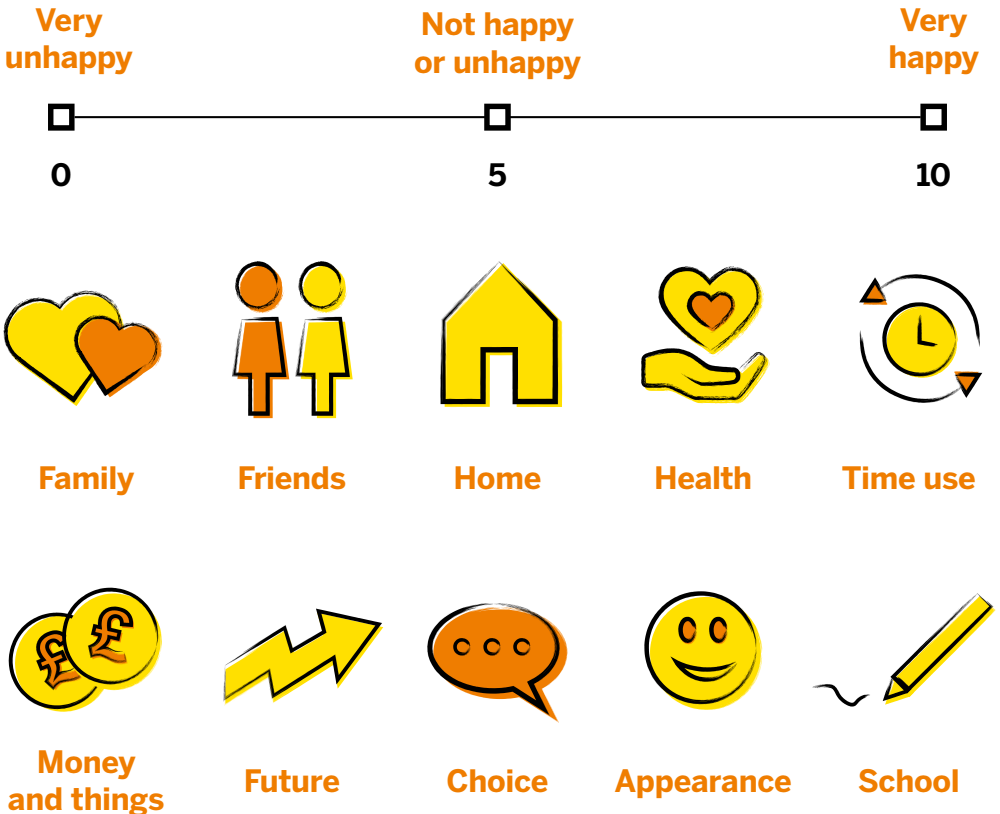 Very
unhappy
Not happy
or unhappy
Very
happy
0
5
10
Family
Friends
Home
Health
Time use
£
£
Money
and things
Future
Choice
Appearance
School